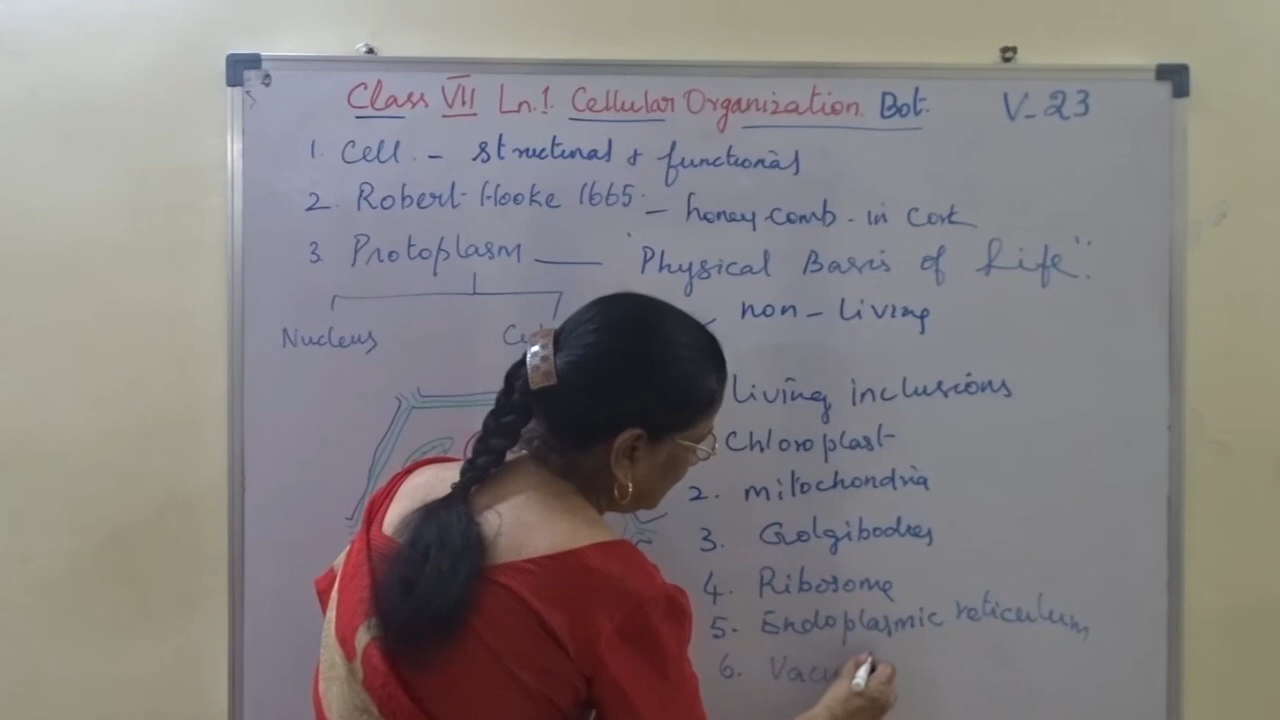 Class VII Ln.1. Cellular Organization Bot. V-23
1. Cell - structural & functional
2. Robert Hooke 1665 - honey comb - in Cork
3. Protoplasm — "Physical Basis of Life".
non-living
Nucleus
living inclusions
Chloroplast
2. mitochondria
3. Golgibodies
4. Ribosome
5. Endoplasmic reticulum
6. Vacu